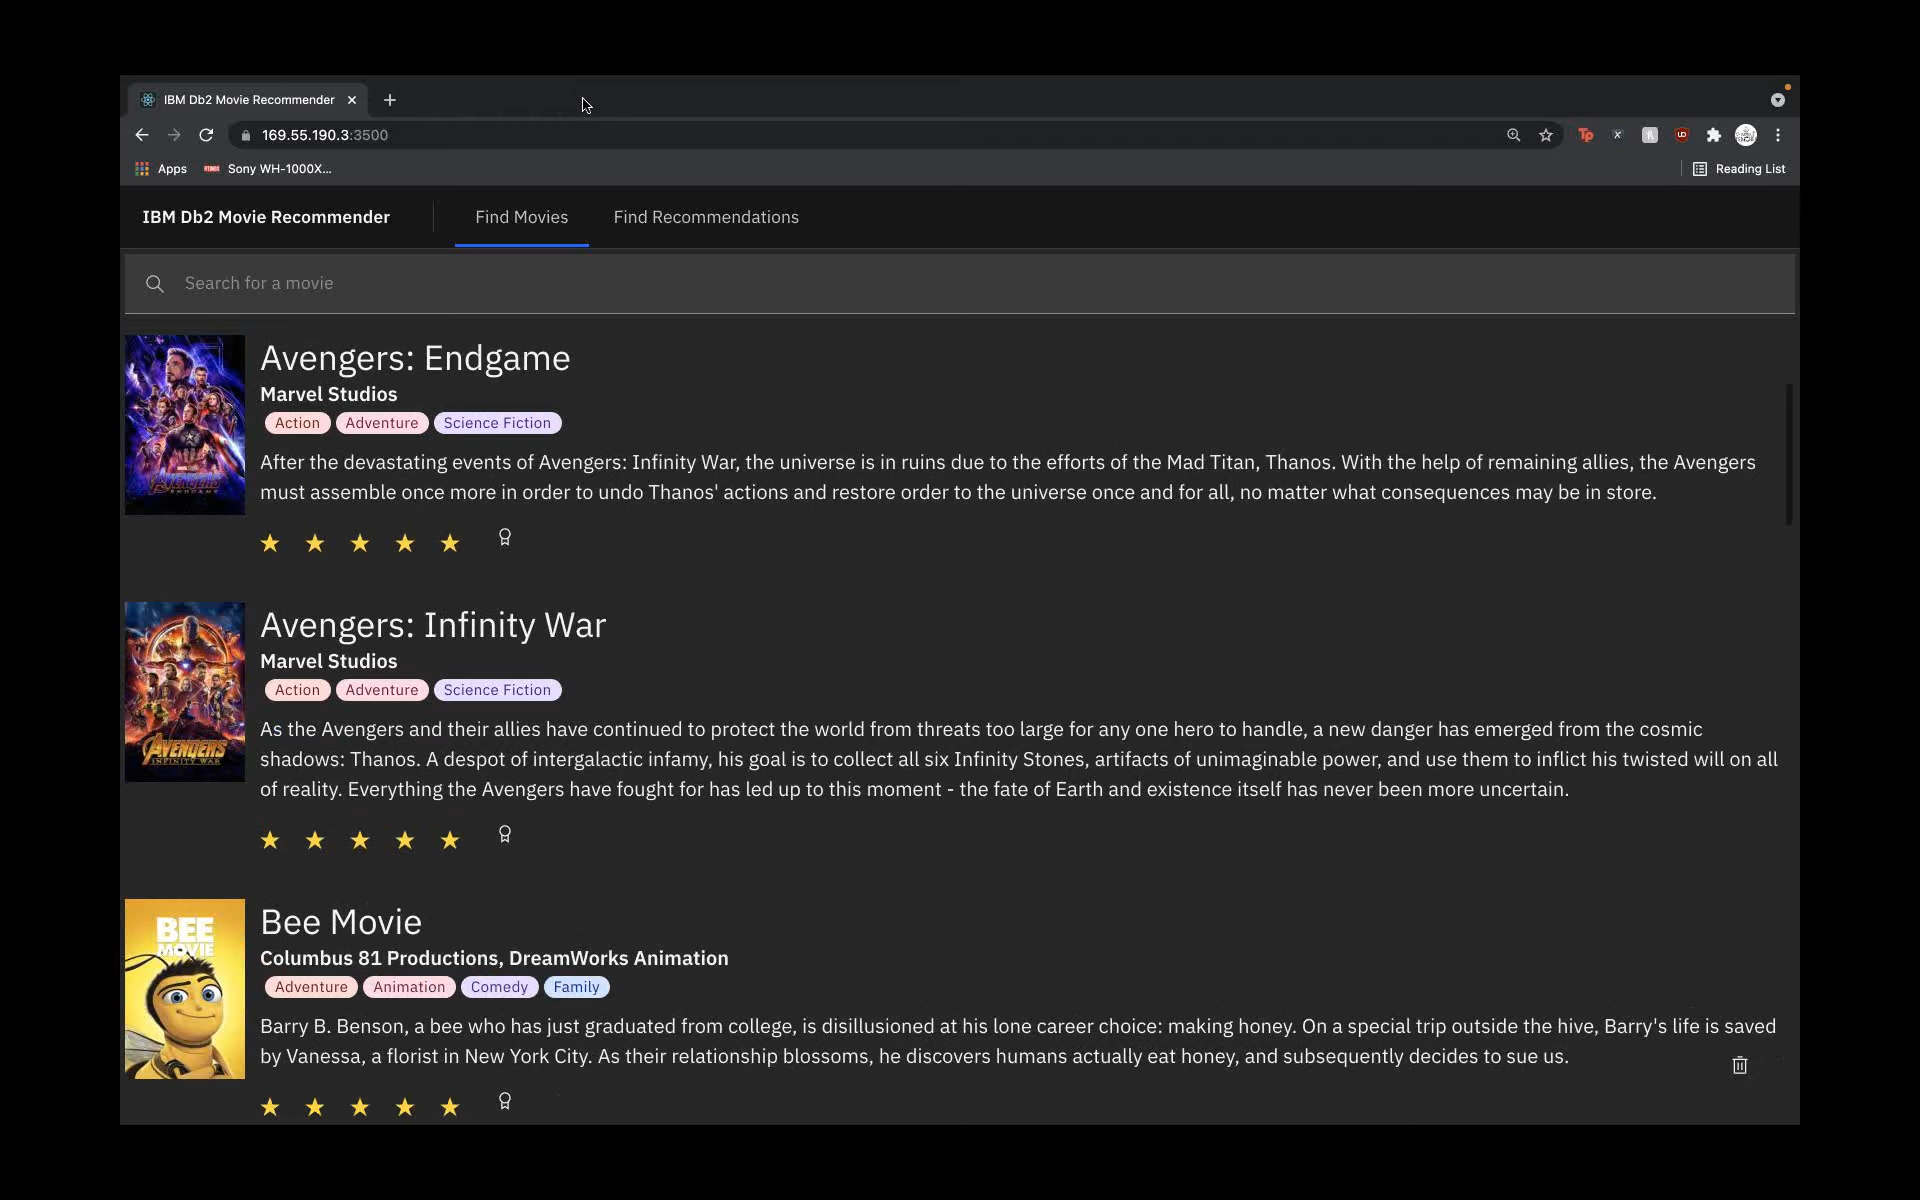 IBM Db2 Movie Recommender
169.55.190.3:3500
Apps
Sony WH-1000X...
Reading List
IBM Db2 Movie Recommender
Find Movies
Find Recommendations
Search for a movie
Avengers: Endgame
Marvel Studios
Action Adventure Science Fiction
After the devastating events of Avengers: Infinity War, the universe is in ruins due to the efforts of the Mad Titan, Thanos. With the help of remaining allies, the Avengers
must assemble once more in order to undo Thanos' actions and restore order to the universe once and for all, no matter what consequences may be in store.
AVENGERS
ENDGAME
Avengers: Infinity War
Marvel Studios
Action Adventure Science Fiction
As the Avengers and their allies have continued to protect the world from threats too large for any one hero to handle, a new danger has emerged from the cosmic
shadows: Thanos. A despot of intergalactic infamy, his goal is to collect all six Infinity Stones, artifacts of unimaginable power, and use them to inflict his twisted will on all
of reality. Everything the Avengers have fought for has led up to this moment - the fate of Earth and existence itself has never been more uncertain.
AVENGERS
INFINITY WAR
Bee Movie
Columbus 81 Productions, DreamWorks Animation
Adventure Animation Comedy Family
Barry B. Benson, a bee who has just graduated from college, is disillusioned at his lone career choice: making honey. On a special trip outside the hive, Barry's life is saved
by Vanessa, a florist in New York City. As their relationship blossoms, he discovers humans actually eat honey, and subsequently decides to sue us.
BEE
MOVIE